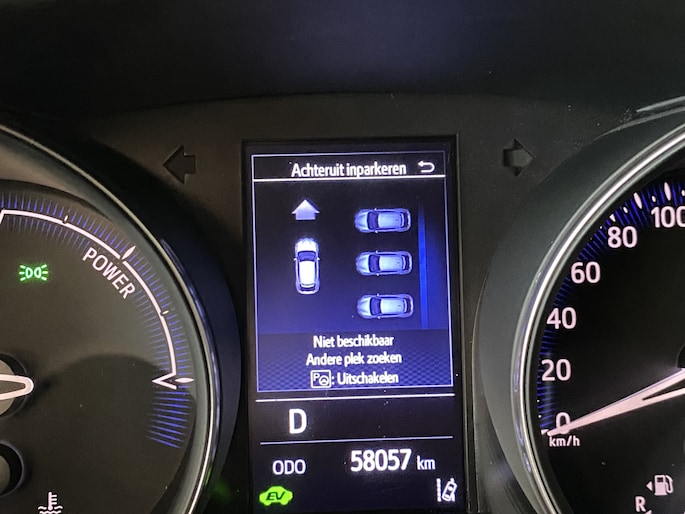 Achteruit inparkeren
POWER
Niet beschikbaar
Andere plek zoeken
P : Uitschakelen
D
ODO 58057 km
EV
100
80
60
40
20
0
km/h
R